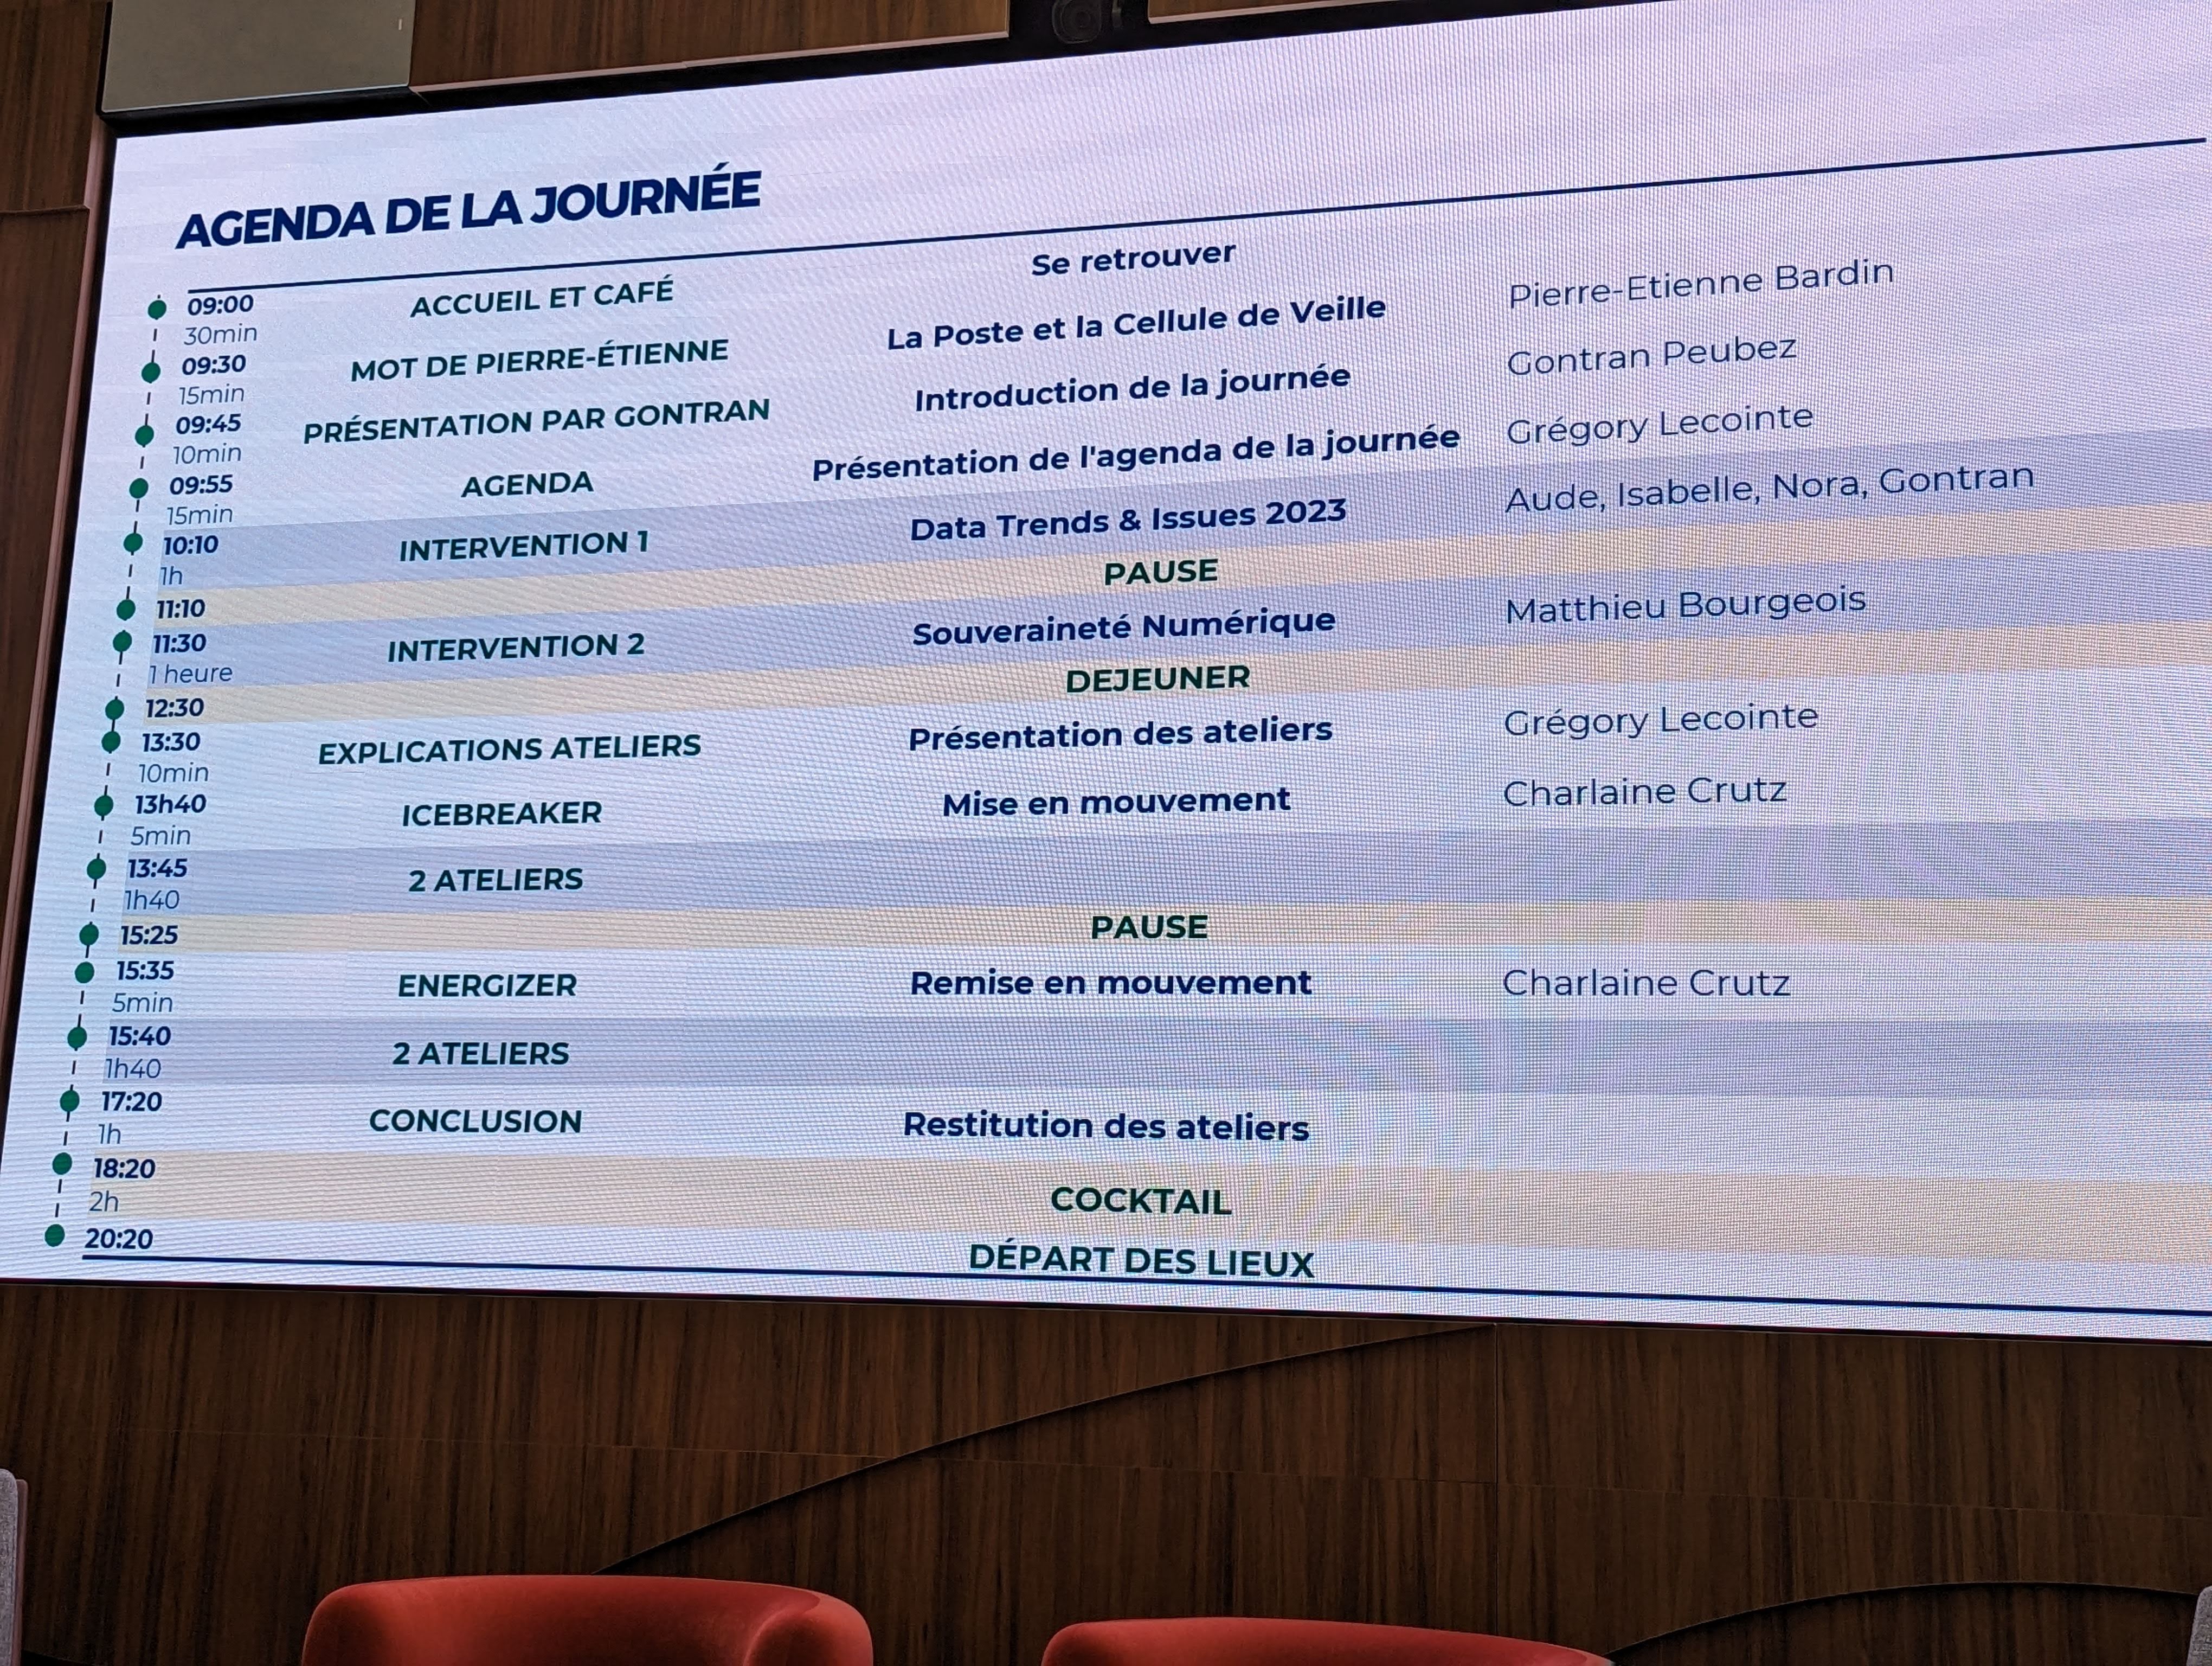 AGENDA DE LA JOURNÉE
09:00 ACCUEIL ET CAFÉ Se retrouver
30min
09:30 MOT DE PIERRE-ÉTIENNE La Poste et la Cellule de Veille Pierre-Etienne Bardin
15min
09:45 PRÉSENTATION PAR GONTRAN Introduction de la journée Gontran Peubez
10min
09:55 AGENDA Présentation de l'agenda de la journée Grégory Lecointe
15min
10:10 INTERVENTION 1 Data Trends & Issues 2023 Aude, Isabelle, Nora, Gontran
1h
11:10 PAUSE
11:30 INTERVENTION 2 Souveraineté Numérique Matthieu Bourgeois
1 heure
12:30 DEJEUNER
13:30 EXPLICATIONS ATELIERS Présentation des ateliers Grégory Lecointe
10min
13h40 ICEBREAKER Mise en mouvement Charlaine Crutz
5min
13:45 2 ATELIERS
1h40
15:25 PAUSE
15:35 ENERGIZER Remise en mouvement Charlaine Crutz
5min
15:40 2 ATELIERS
1h40
17:20 CONCLUSION Restitution des ateliers
1h
18:20 COCKTAIL
2h
20:20 DÉPART DES LIEUX